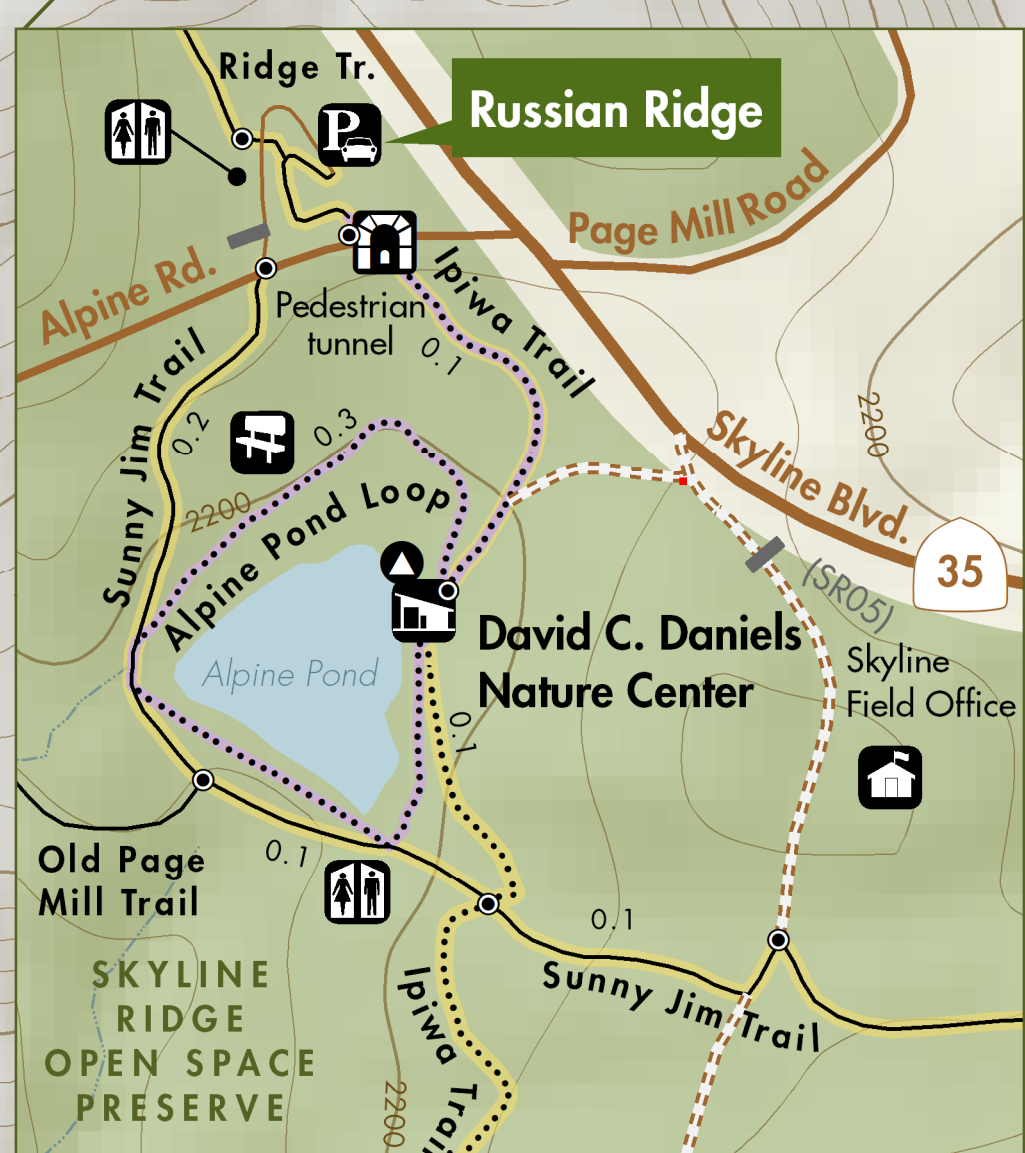 Ridge Tr.
P
Russian Ridge
Page Mill Road
Alpine Rd.
Ipiwa Trail
Pedestrian
tunnel
0.1
Sunny Jim Trail
0.2
0.3
2200
2200
Skyline Blvd.
35
Alpine Pond Loop
(SR05)
David C. Daniels
Nature Center
Alpine Pond
Skyline
Field Office
0.1
Old Page
Mill Trail
0.1
0.1
Sunny Jim Trail
Ipiwa Trail
SKYLINE
RIDGE
OPEN SPACE
PRESERVE
2200